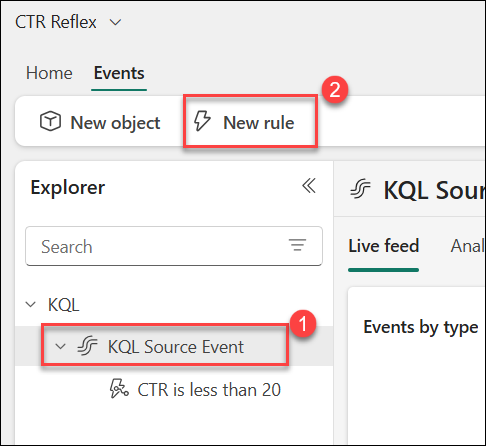 CTR Reflex
Home Events
2
New object New rule
Explorer
KQL Sour
Search
Live feed Anal
KQL
1
Events by type
KQL Source Event
CTR is less than 20